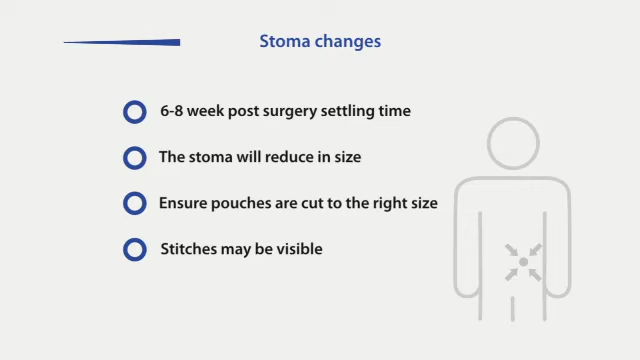 Stoma changes
6-8 week post surgery settling time
The stoma will reduce in size
Ensure pouches are cut to the right size
Stitches may be visible